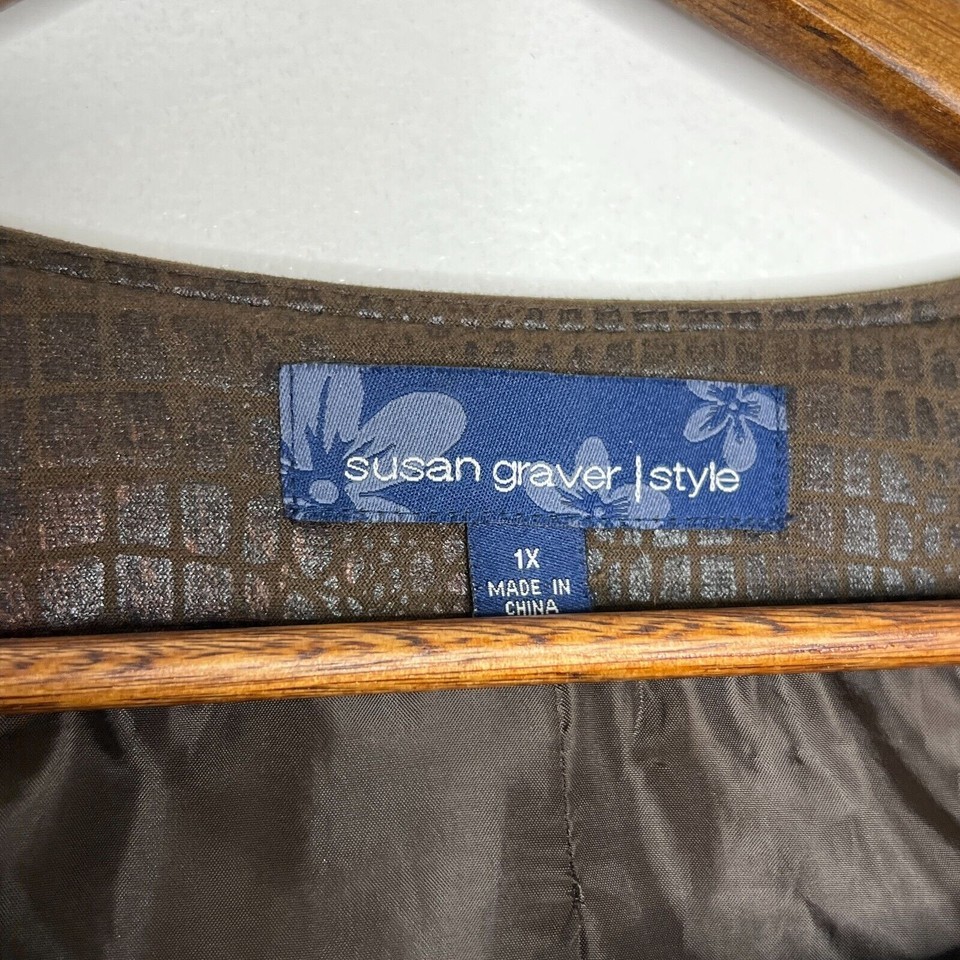 susan graver | style
1X
MADE IN
CHINA